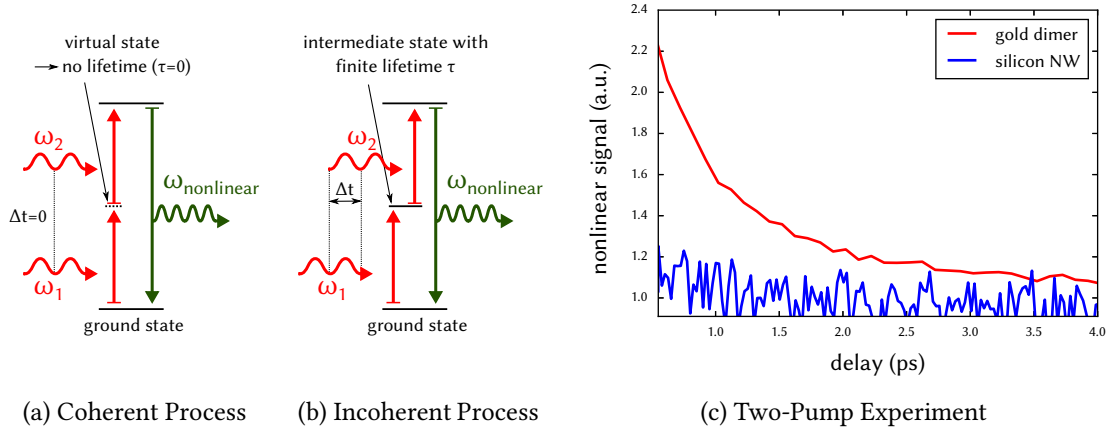 virtual state
no lifetime (τ=0)
ω2
Δt=0
ωnonlinear
ω1
ground state
(a) Coherent Process
intermediate state with
finite lifetime τ
ω2
Δt
ωnonlinear
ω1
ground state
(b) Incoherent Process
gold dimer
silicon NW
nonlinear signal (a.u.)
2.4
2.2
2.0
1.8
1.6
1.4
1.2
1.0
1.0
1.5
2.0
2.5
3.0
3.5
4.0
delay (ps)
(c) Two-Pump Experiment